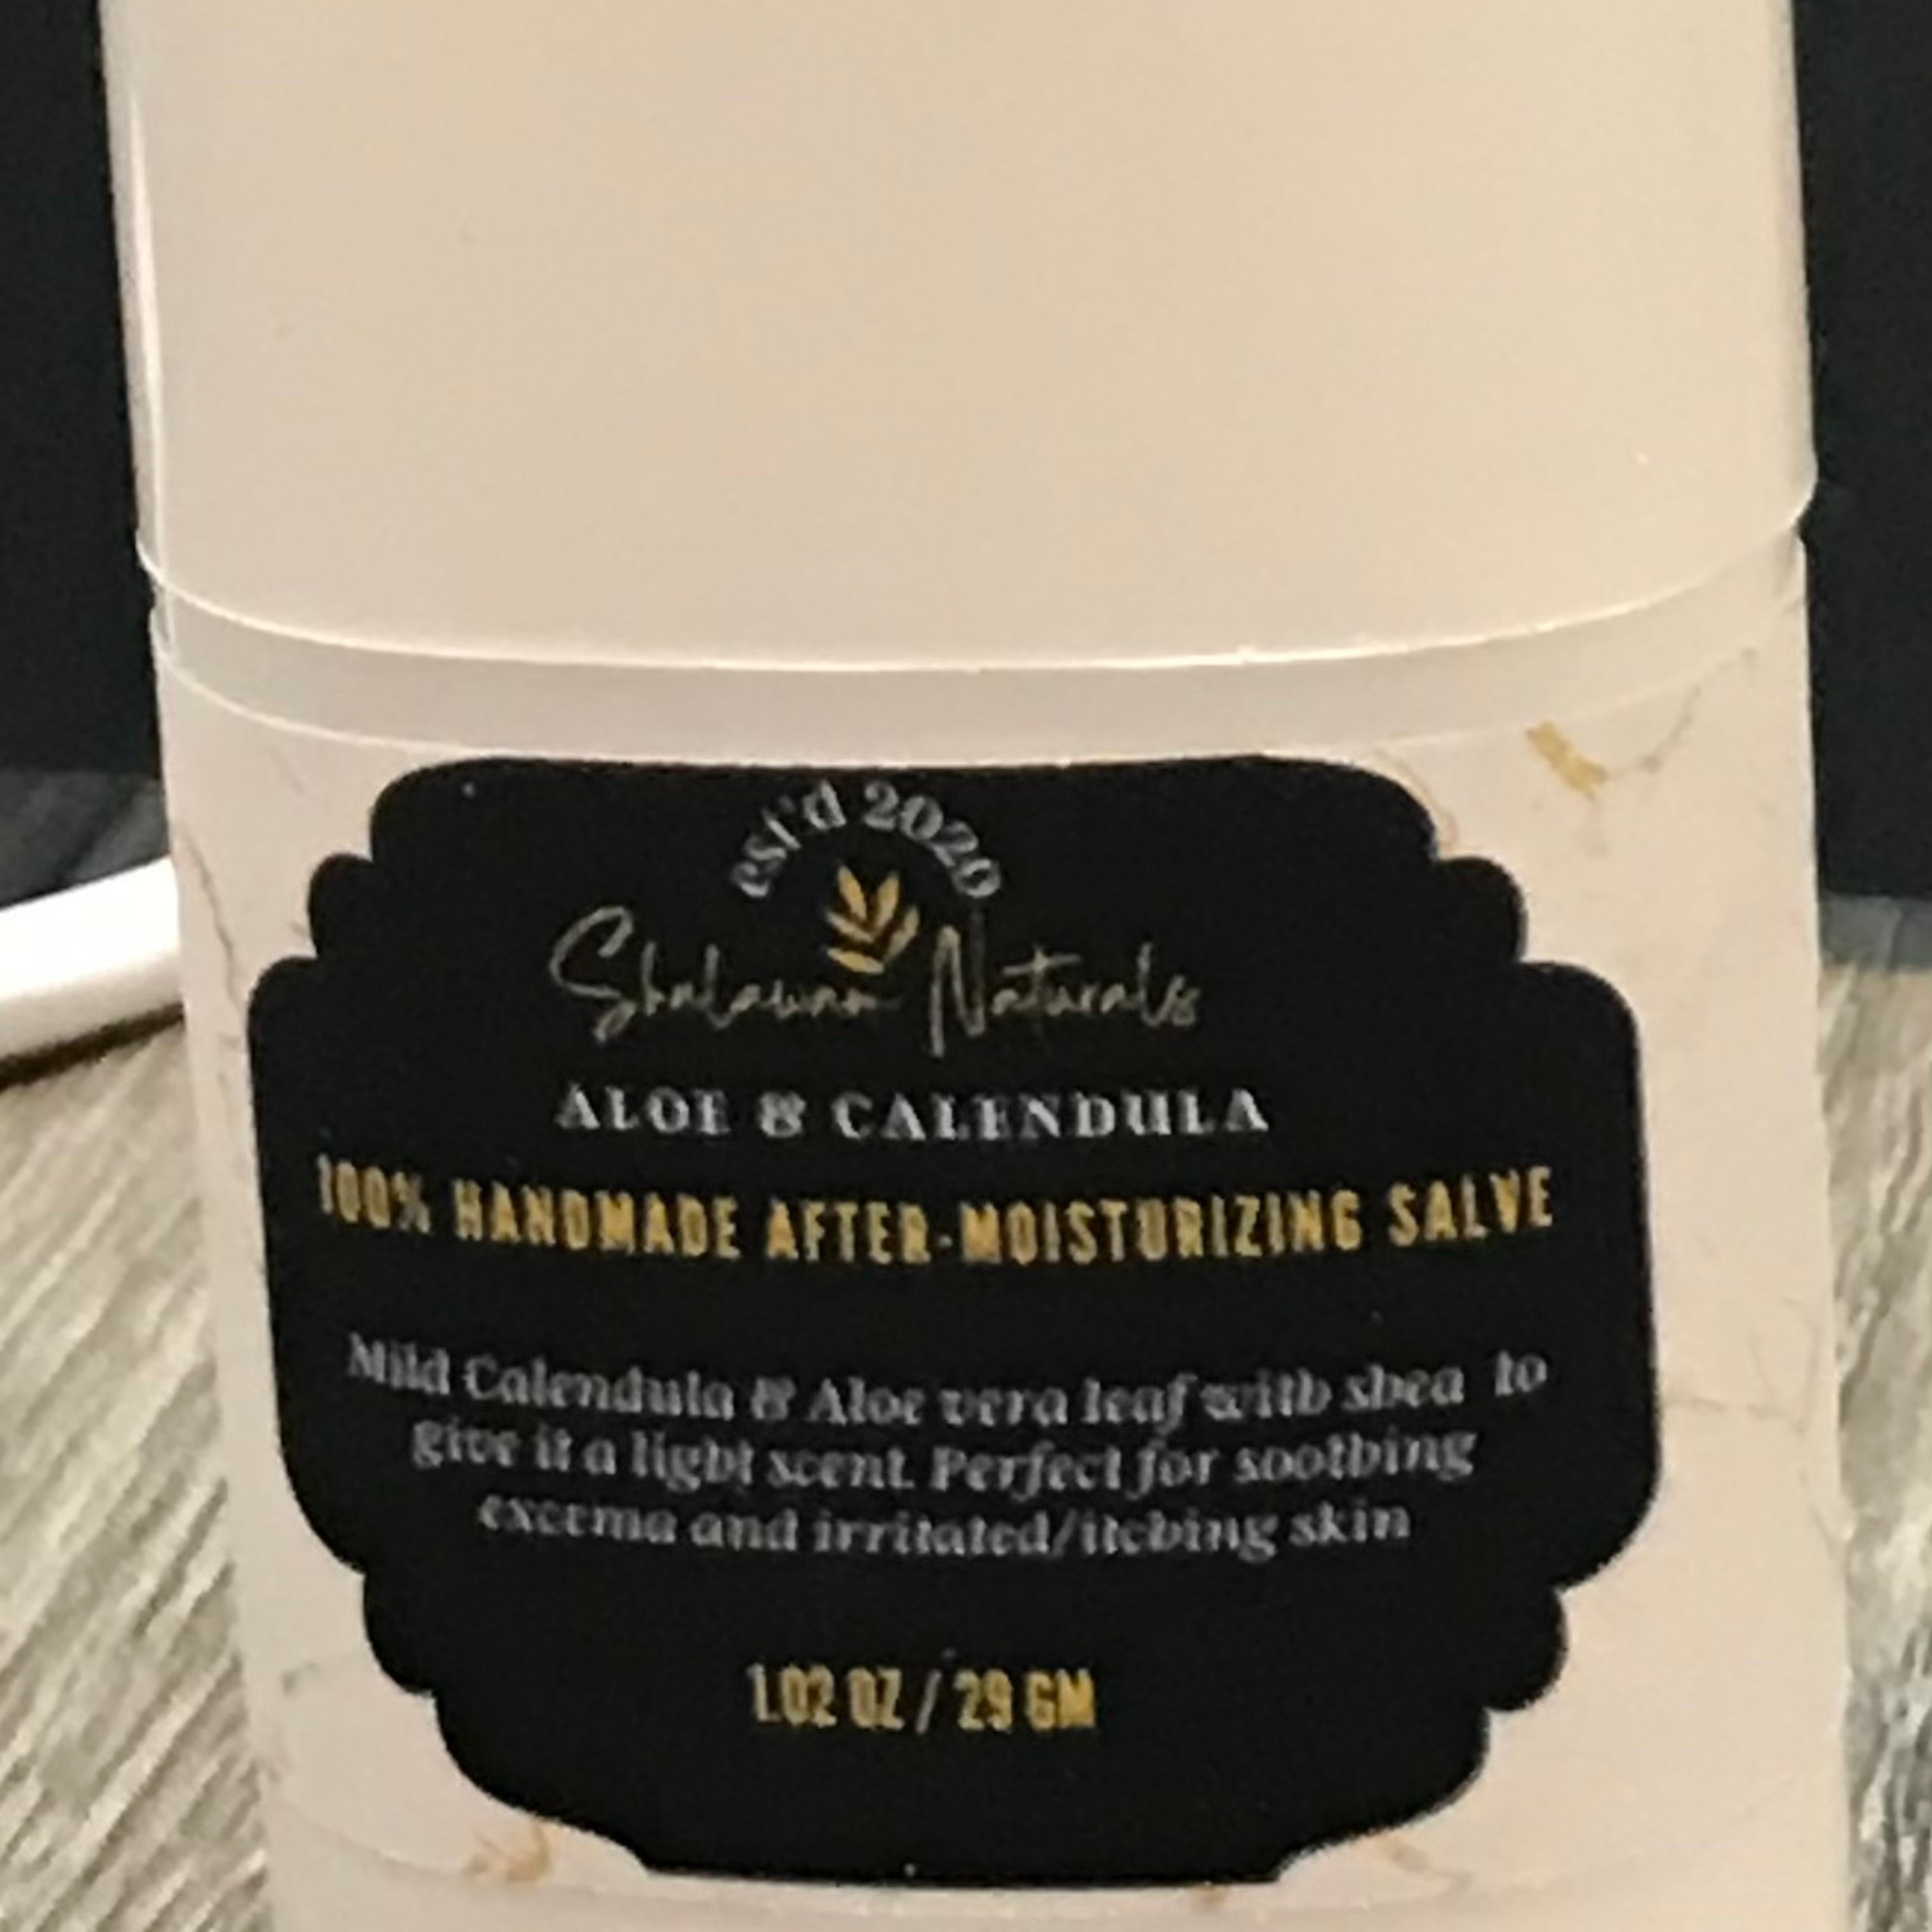 est'd 2020
Shalawam Naturals
ALOE & CALENDULA
100% HANDMADE AFTER-MOISTURIZING SALVE
Mild Calendula & Aloe vera leaf with shea to
give it a light scent. Perfect for soothing
excema and irritated/itching skin
1.02 OZ / 29 GM